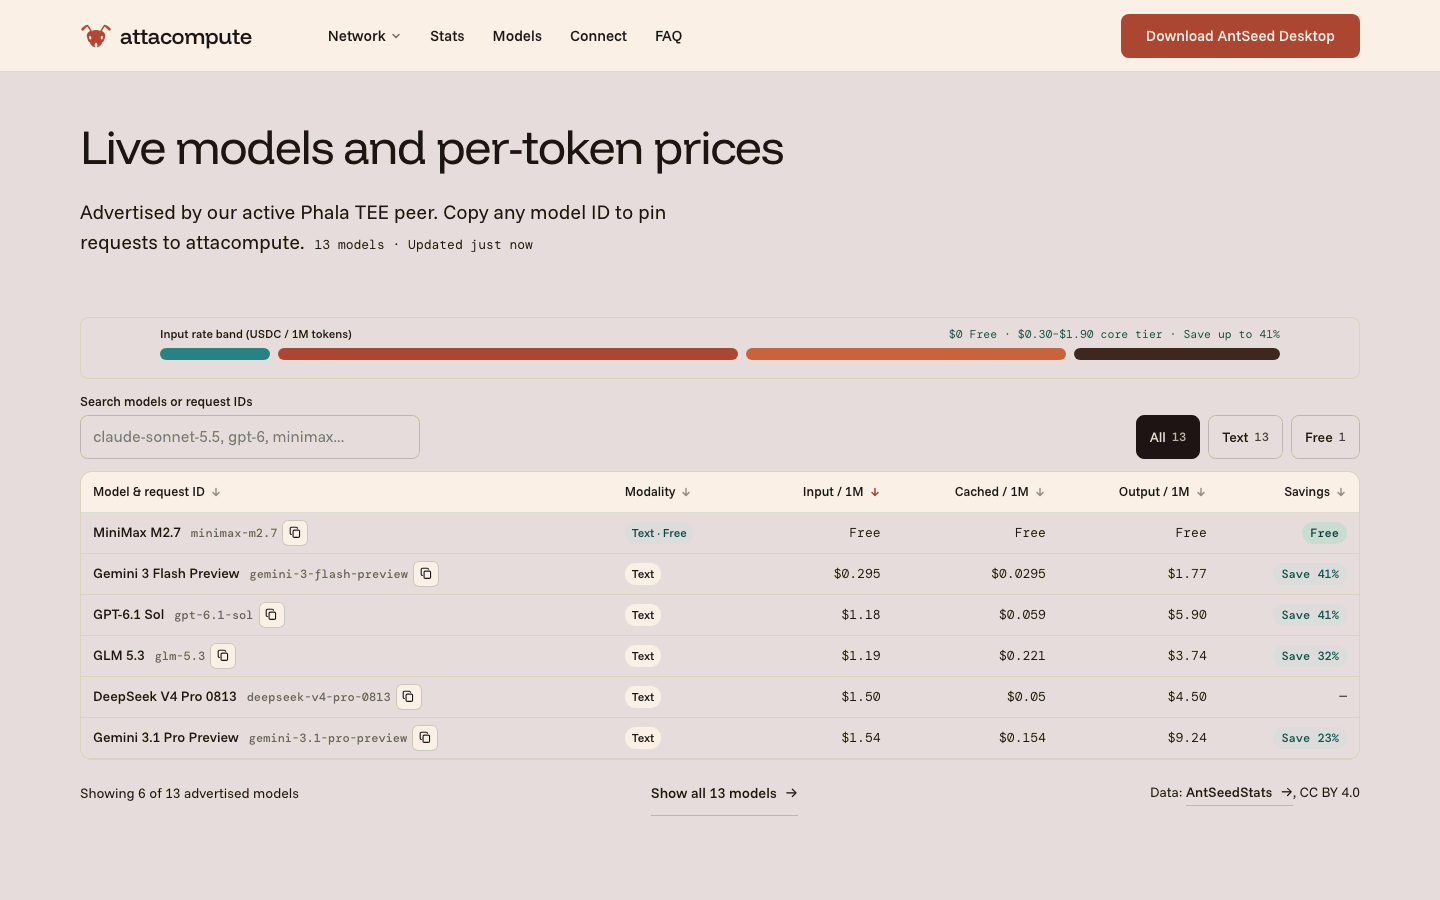 attacompute
Network Stats Models Connect FAQ
Download AntSeed Desktop
Live models and per-token prices
Advertised by our active Phala TEE peer. Copy any model ID to pin
requests to attacompute. 13 models · Updated just now
Input rate band (USDC / 1M tokens)
$0 Free · $0.30–$1.90 core tier · Save up to 41%
Search models or request IDs
claude-sonnet-5.5, gpt-6, minimax...
All 13 Text 13 Free 1
Model & request ID ↓ Modality ↓ Input / 1M ↓ Cached / 1M ↓ Output / 1M ↓ Savings ↓
MiniMax M2.7 minimax-m2.7 Text · Free Free Free Free Free
Gemini 3 Flash Preview gemini-3-flash-preview Text $0.295 $0.0295 $1.77 Save 41%
GPT-6.1 Sol gpt-6.1-sol Text $1.18 $0.059 $5.90 Save 41%
GLM 5.3 glm-5.3 Text $1.19 $0.221 $3.74 Save 32%
DeepSeek V4 Pro 0813 deepseek-v4-pro-0813 Text $1.50 $0.05 $4.50 —
Gemini 3.1 Pro Preview gemini-3.1-pro-preview Text $1.54 $0.154 $9.24 Save 23%
Showing 6 of 13 advertised models
Show all 13 models →
Data: AntSeedStats →, CC BY 4.0